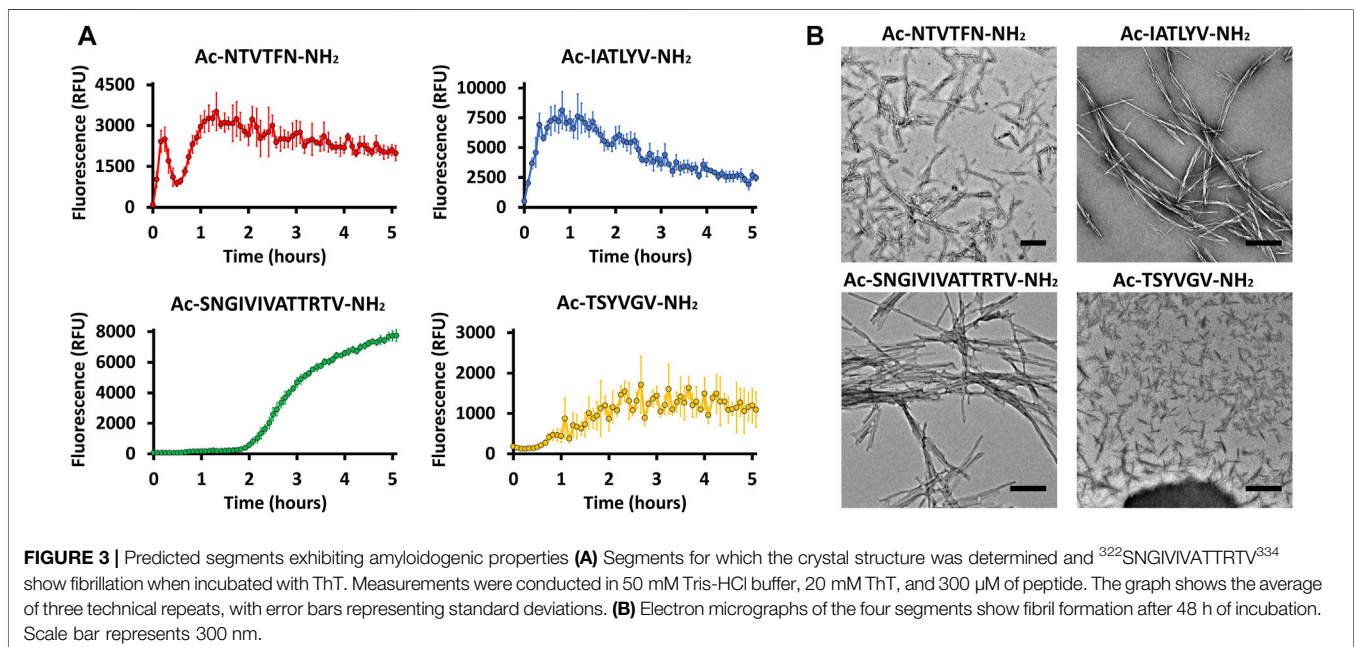 A
B
Ac-NTVTFN-NH₂
Fluorescence (RFU)
4500
3000
1500
0
0 1 2 3 4 5
Time (hours)
Ac-IATLYV-NH₂
Fluorescence (RFU)
10000
7500
5000
2500
0
0 1 2 3 4 5
Time (hours)
Ac-SNGIVIVATTRTV-NH₂
Fluorescence (RFU)
8000
6000
4000
2000
0
0 1 2 3 4 5
Time (hours)
Ac-TSYVGV-NH₂
Fluorescence (RFU)
3000
2000
1000
0
0 1 2 3 4 5
Time (hours)
Ac-NTVTFN-NH₂
Ac-IATLYV-NH₂
Ac-SNGIVIVATTRTV-NH₂
Ac-TSYVGV-NH₂
FIGURE 3 | Predicted segments exhibiting amyloidogenic properties (A) Segments for which the crystal structure was determined and ³²²SNGIVIVATTRTV³³⁴
show fibrillation when incubated with ThT. Measurements were conducted in 50 mM Tris-HCl buffer, 20 mM ThT, and 300 µM of peptide. The graph shows the average
of three technical repeats, with error bars representing standard deviations. (B) Electron micrographs of the four segments show fibril formation after 48 h of incubation.
Scale bar represents 300 nm.